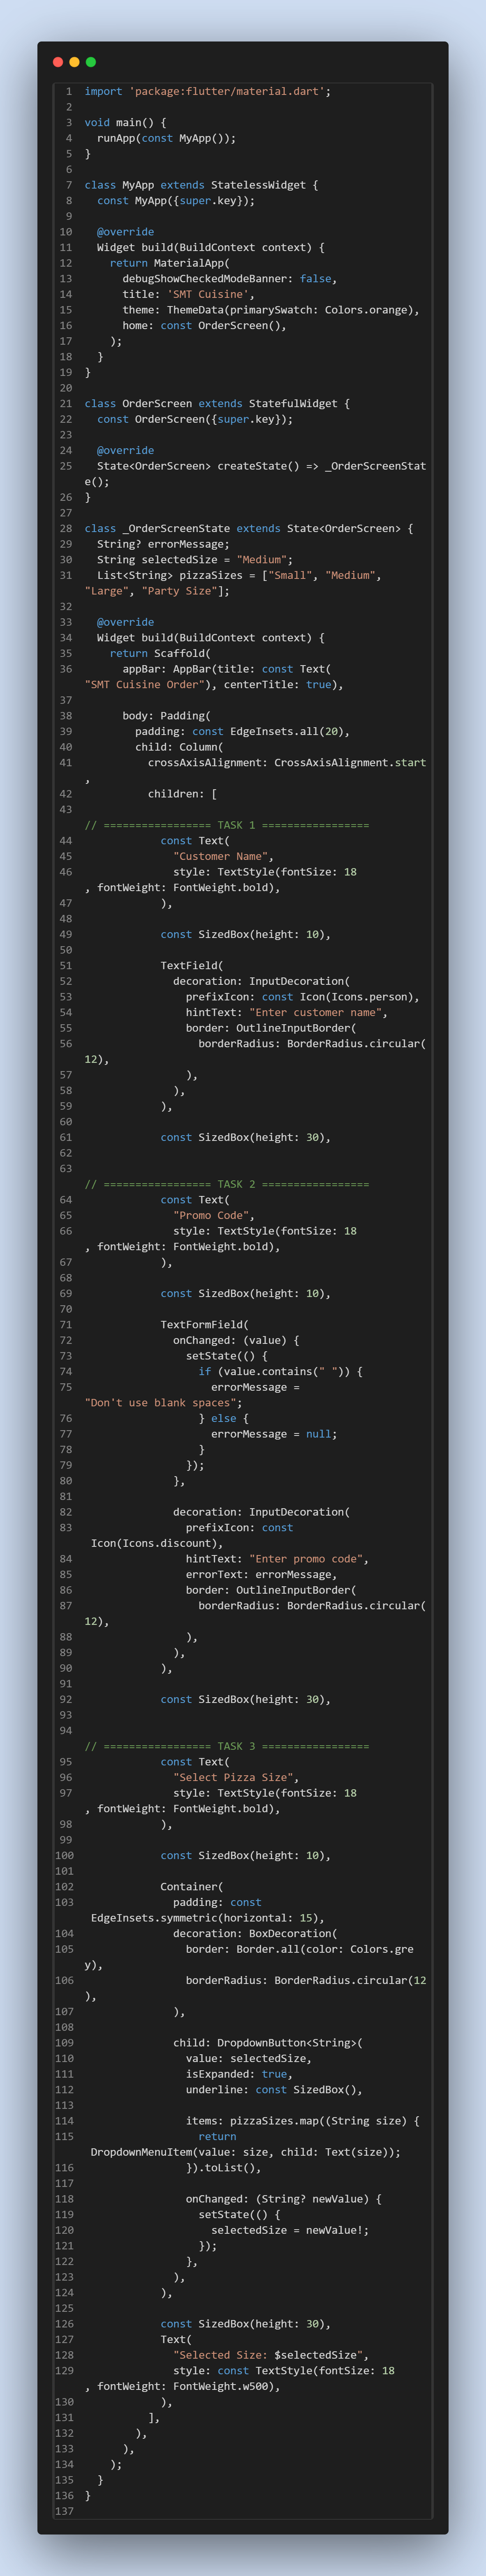 1 import 'package:flutter/material.dart';
2
3 void main() {
4   runApp(const MyApp());
5 }
6
7 class MyApp extends StatelessWidget {
8   const MyApp({super.key});
9
10   @override
11   Widget build(BuildContext context) {
12     return MaterialApp(
13       debugShowCheckedModeBanner: false,
14       title: 'SMT Cuisine',
15       theme: ThemeData(primarySwatch: Colors.orange),
16       home: const OrderScreen(),
17     );
18   }
19 }
20
21 class OrderScreen extends StatefulWidget {
22   const OrderScreen({super.key});
23
24   @override
25   State<OrderScreen> createState() => _OrderScreenStat
e();
26 }
27
28 class _OrderScreenState extends State<OrderScreen> {
29   String? errorMessage;
30   String selectedSize = "Medium";
31   List<String> pizzaSizes = ["Small", "Medium",
"Large", "Party Size"];
32
33   @override
34   Widget build(BuildContext context) {
35     return Scaffold(
36       appBar: AppBar(title: const Text(
"SMT Cuisine Order"), centerTitle: true),
37
38       body: Padding(
39         padding: const EdgeInsets.all(20),
40         child: Column(
41           crossAxisAlignment: CrossAxisAlignment.start
,
42           children: [
43
// ================= TASK 1 =================
44             const Text(
45               "Customer Name",
46               style: TextStyle(fontSize: 18
, fontWeight: FontWeight.bold),
47             ),
48
49             const SizedBox(height: 10),
50
51             TextField(
52               decoration: InputDecoration(
53                 prefixIcon: const Icon(Icons.person),
54                 hintText: "Enter customer name",
55                 border: OutlineInputBorder(
56                   borderRadius: BorderRadius.circular(
12),
57                 ),
58               ),
59             ),
60
61             const SizedBox(height: 30),
62
63
// ================= TASK 2 =================
64             const Text(
65               "Promo Code",
66               style: TextStyle(fontSize: 18
, fontWeight: FontWeight.bold),
67             ),
68
69             const SizedBox(height: 10),
70
71             TextFormField(
72               onChanged: (value) {
73                 setState(() {
74                   if (value.contains(" ")) {
75                     errorMessage =
"Don't use blank spaces";
76                   } else {
77                     errorMessage = null;
78                   }
79                 });
80               },
81
82               decoration: InputDecoration(
83                 prefixIcon: const
 Icon(Icons.discount),
84                 hintText: "Enter promo code",
85                 errorText: errorMessage,
86                 border: OutlineInputBorder(
87                   borderRadius: BorderRadius.circular(
12),
88                 ),
89               ),
90             ),
91
92             const SizedBox(height: 30),
93
94
// ================= TASK 3 =================
95             const Text(
96               "Select Pizza Size",
97               style: TextStyle(fontSize: 18
, fontWeight: FontWeight.bold),
98             ),
99
100             const SizedBox(height: 10),
101
102             Container(
103               padding: const
 EdgeInsets.symmetric(horizontal: 15),
104               decoration: BoxDecoration(
105                 border: Border.all(color: Colors.gre
y),
106                 borderRadius: BorderRadius.circular(12
),
107               ),
108
109               child: DropdownButton<String>(
110                 value: selectedSize,
111                 isExpanded: true,
112                 underline: const SizedBox(),
113
114                 items: pizzaSizes.map((String size) {
115                   return
 DropdownMenuItem(value: size, child: Text(size));
116                 }).toList(),
117
118                 onChanged: (String? newValue) {
119                   setState(() {
120                     selectedSize = newValue!;
121                   });
122                 },
123               ),
124             ),
125
126             const SizedBox(height: 30),
127             Text(
128               "Selected Size: $selectedSize",
129               style: const TextStyle(fontSize: 18
, fontWeight: FontWeight.w500),
130             ),
131           ],
132         ),
133       ),
134     );
135   }
136 }
137